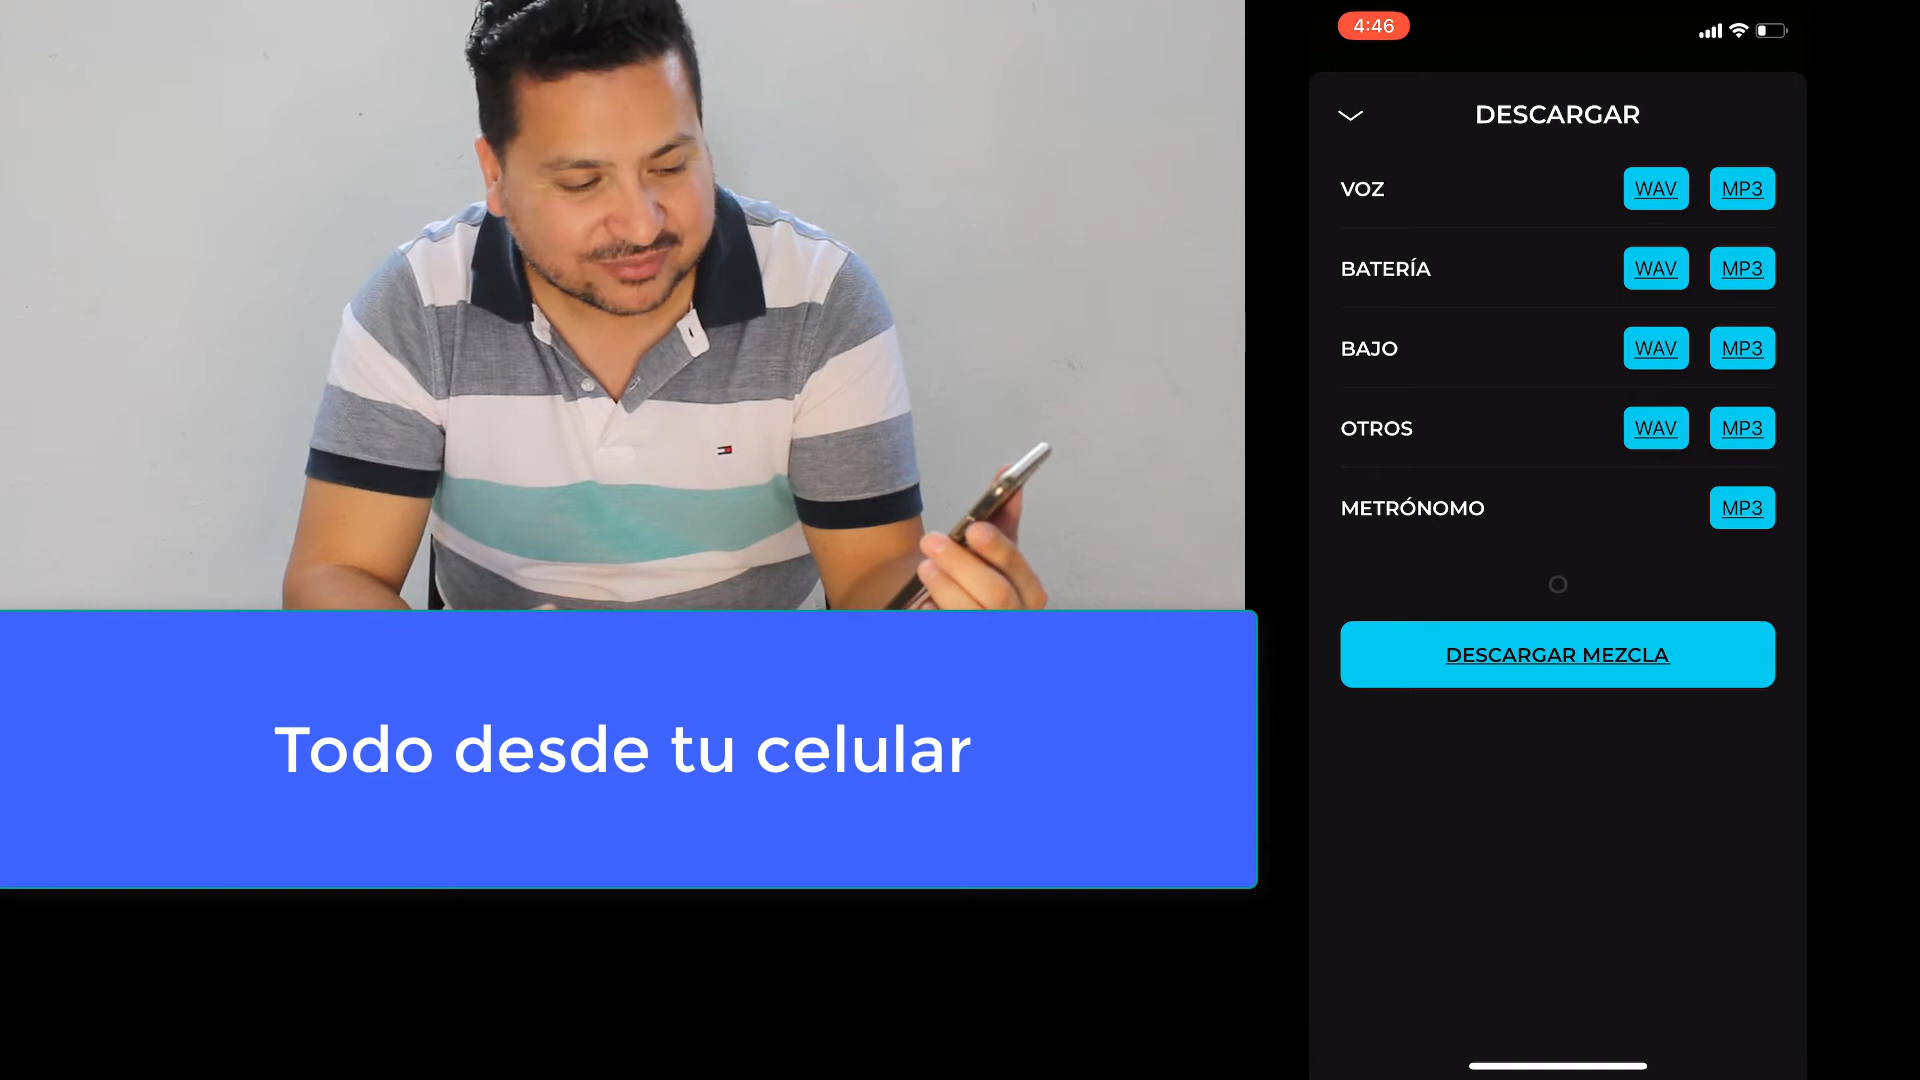 4:46
DESCARGAR
VOZ WAV MP3
BATERÍA WAV MP3
BAJO WAV MP3
OTROS WAV MP3
METRÓNOMO MP3
DESCARGAR MEZCLA
Todo desde tu celular